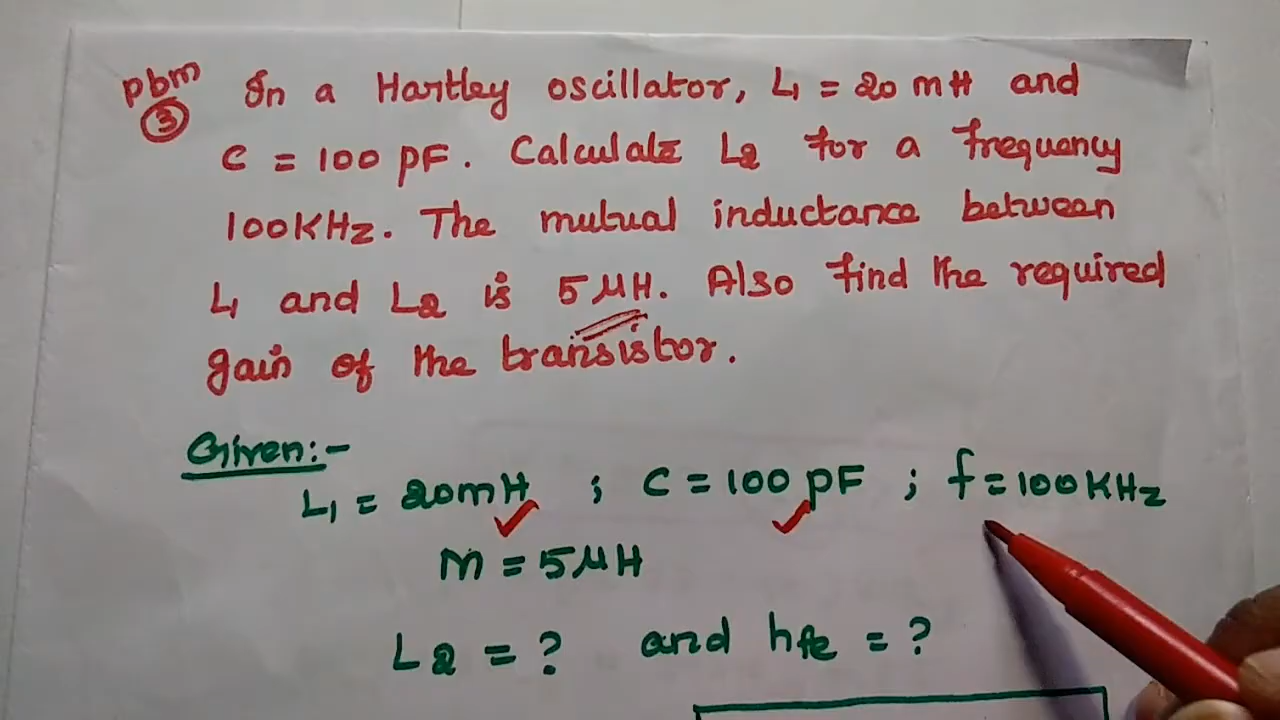 pbm
③
In a Hartley oscillator, L1 = 20 mH and
C = 100 pF. Calculate L2 for a frequency
100KHz. The mutual inductance between
L1 and L2 is 5 μH. Also find the required
gain of the transistor.
Given:-
L1 = 20mH ; C = 100 pF ; f = 100KHz
m = 5μH
L2 = ? and hfe = ?